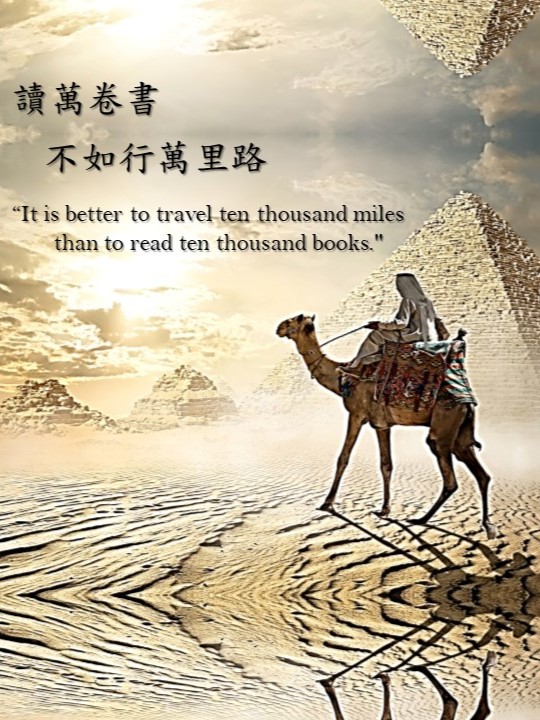 讀萬卷書
不如行萬里路
“It is better to travel ten thousand miles
than to read ten thousand books."